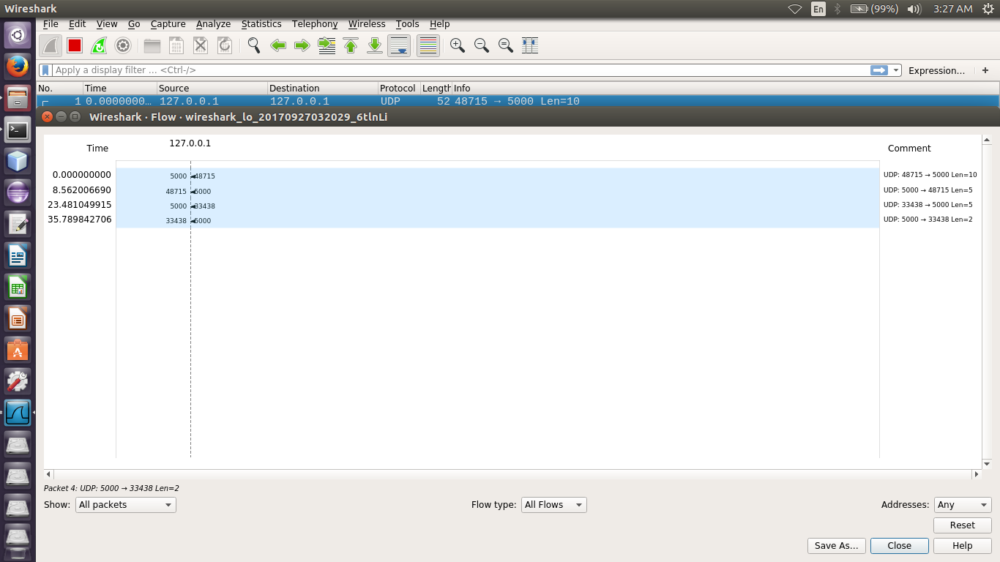 Wireshark
En
(99%)
3:27 AM
File Edit View Go Capture Analyze Statistics Telephony Wireless Tools Help
Apply a display filter ... <Ctrl-/>
Expression... +
No. Time Source Destination Protocol Length Info
1 0.0000000... 127.0.0.1 127.0.0.1 UDP 52 48715 → 5000 Len=10
Wireshark · Flow · wireshark_lo_20170927032029_6tlnLi
Time 127.0.0.1 Comment
0.000000000 5000 48715 UDP: 48715 → 5000 Len=10
8.562006690 48715 5000 UDP: 5000 → 48715 Len=5
23.481049915 5000 33438 UDP: 33438 → 5000 Len=5
35.789842706 33438 5000 UDP: 5000 → 33438 Len=2
Packet 4: UDP: 5000 → 33438 Len=2
Show: All packets Flow type: All Flows Addresses: Any
Reset
Save As... Close Help